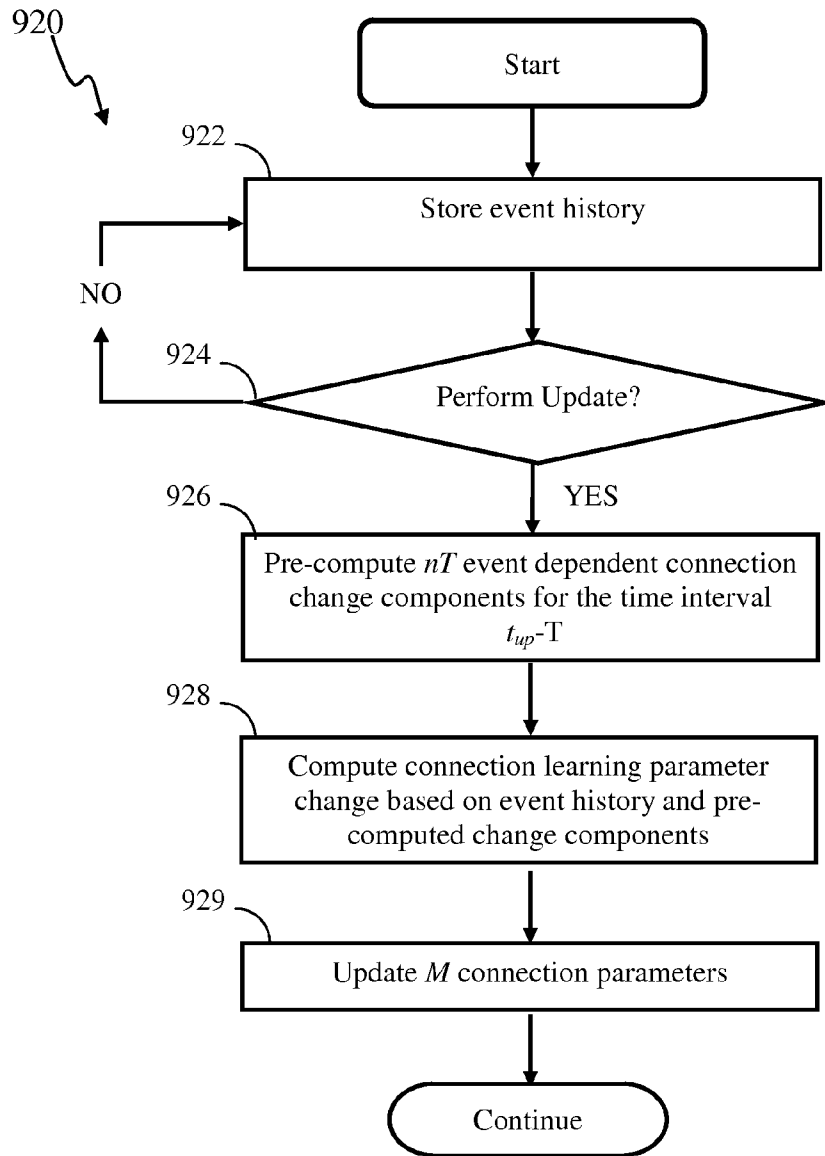 920
Start
922
Store event history
NO
924
Perform Update?
YES
926
Pre-compute nT event dependent connection
change components for the time interval
tup-T
928
Compute connection learning parameter
change based on event history and pre-
computed change components
929
Update M connection parameters
Continue